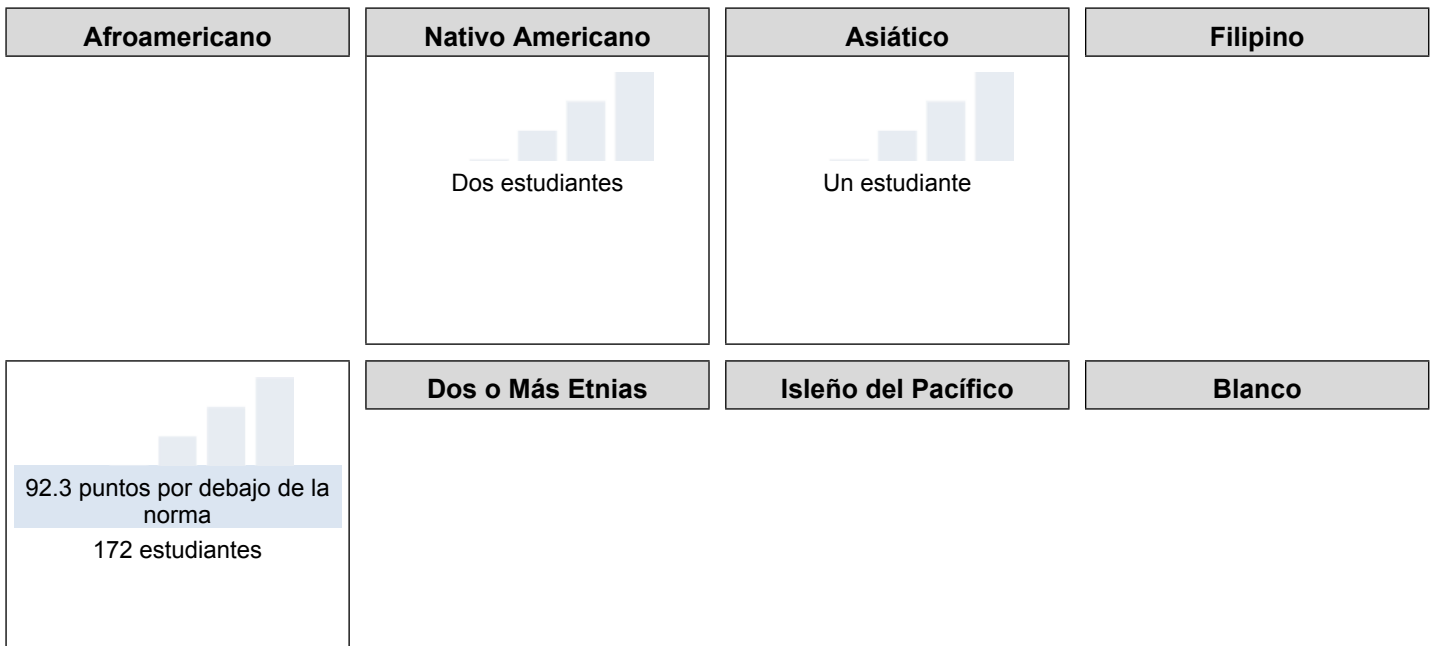 Afroamericano
Nativo Americano
Asiático
Filipino
Dos estudiantes
Un estudiante
Dos o Más Etnias
Isleño del Pacífico
Blanco
92.3 puntos por debajo de la
norma
172 estudiantes